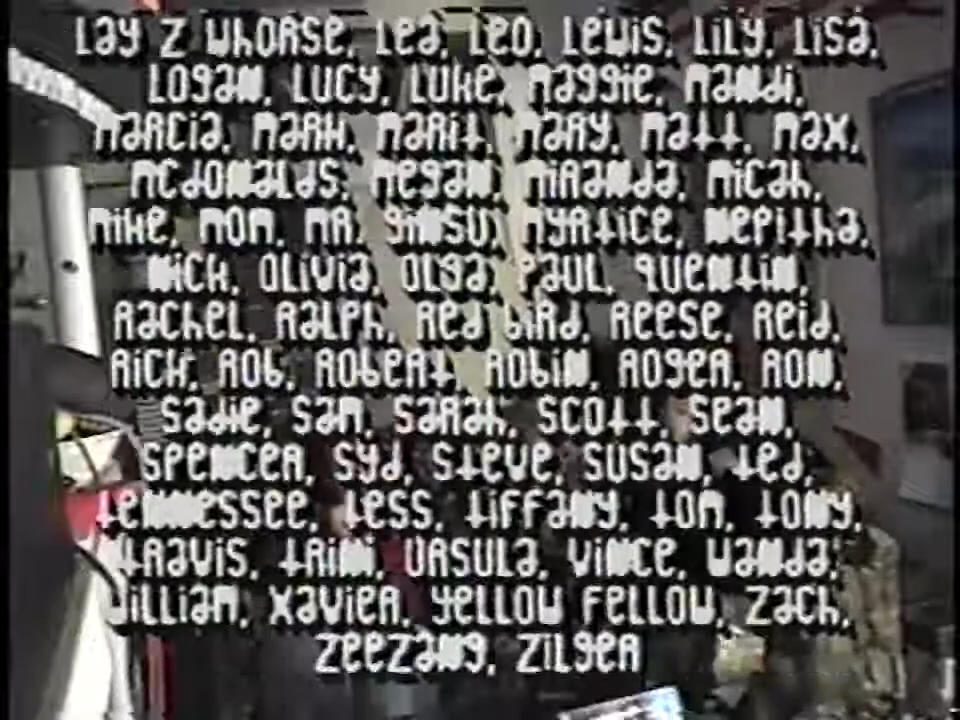 Lay Z Whorse, Lea, Leo, Lewis, Lily, Lisa,
Logan, Lucy, Luke, Maggie, Mandi,
Marcia, Mark, Marit, Mary, Matt, Max,
McDonalds, Megan, Miranda, Micah,
Mike, Mom, Mr. Ginsu, Myrtice, Nepitha,
Nick, Olivia, Olga, Paul, Quentin,
Rachel, Ralph, Red Bird, Reese, Reid,
Rick, Rob, Robert, Robin, Roger, Ron,
Sadie, Sam, Sarah, Scott, Sean,
Spencer, Syd, Steve, Susan, Ted,
Tennessee, Tess, Tiffany, Tom, Tony,
Travis, Trini, Ursula, Vince, Wanda,
William, Xavier, Yellow Fellow, Zach,
Zeezang, Zilger